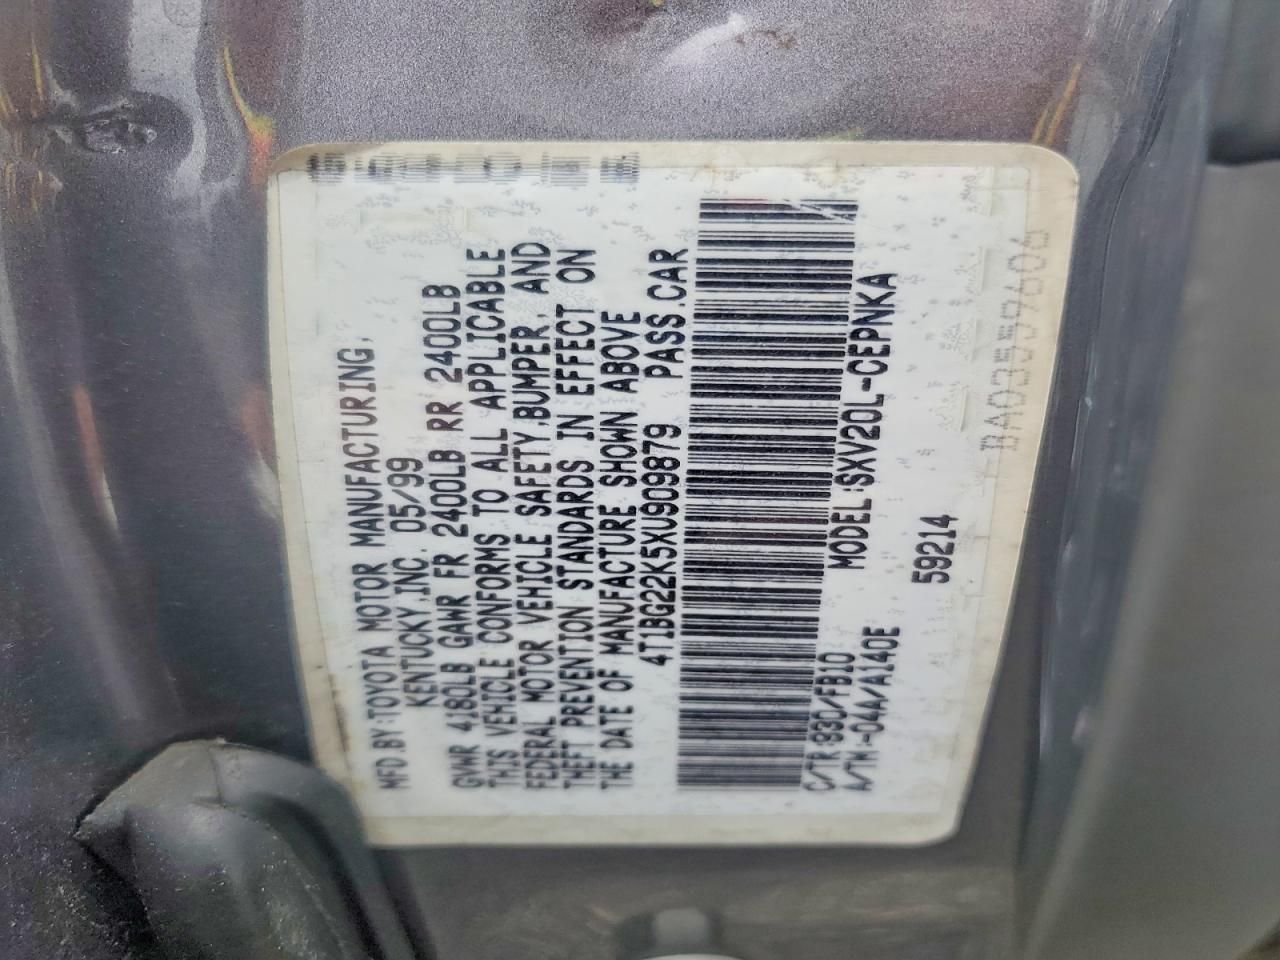 MFD.BY:TOYOTA MOTOR MANUFACTURING,
KENTUCKY,INC. 05/99
GVWR 4180LB GAWR FR 2400LB RR 2400LB
THIS VEHICLE CONFORMS TO ALL APPLICABLE
FEDERAL MOTOR VEHICLE SAFETY,BUMPER, AND
THEFT PREVENTION STANDARDS IN EFFECT ON
THE DATE OF MANUFACTURE SHOWN ABOVE
4T1BG22K5XU909879 PASS.CAR
C/TR:930/FB10 MODEL:SXV20L-CEPNKA
A/TM:-04A/A140E
59214
BA0355960